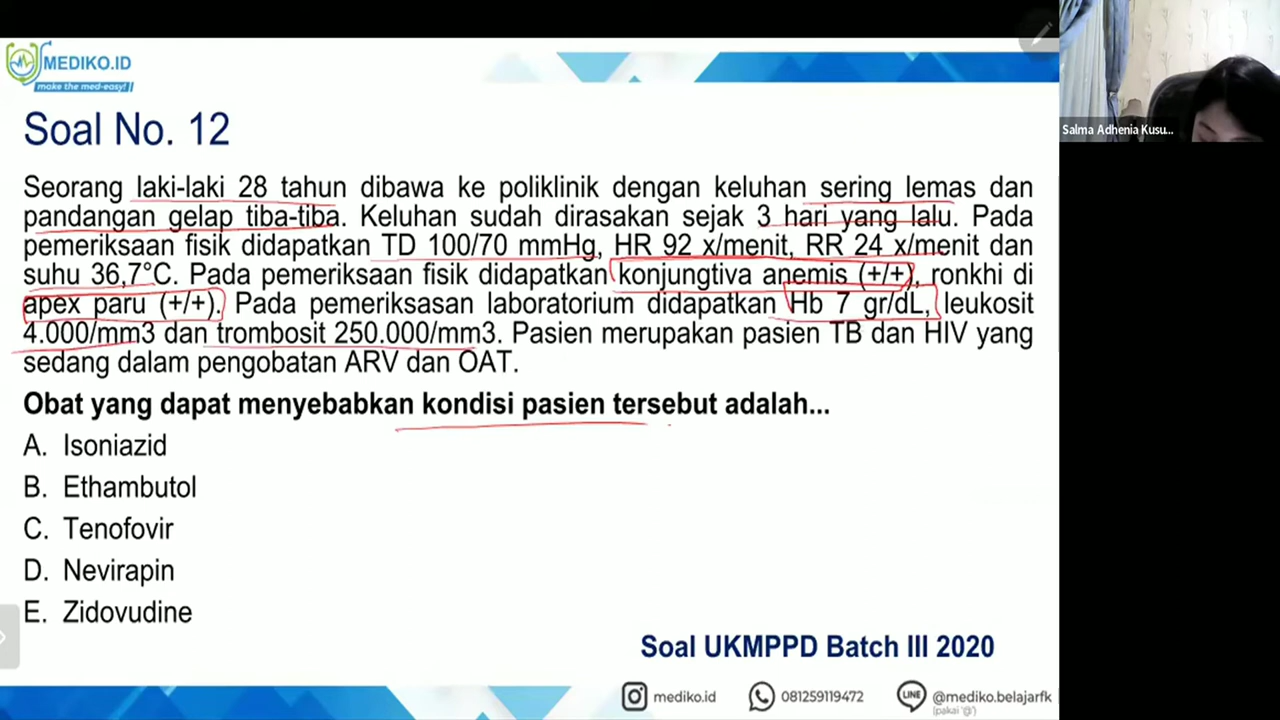 MEDIKO.ID
make the med-easy!
Salma Adhenia Kusu...
Soal No. 12
Seorang laki-laki 28 tahun dibawa ke poliklinik dengan keluhan sering lemas dan
pandangan gelap tiba-tiba. Keluhan sudah dirasakan sejak 3 hari yang lalu. Pada
pemeriksaan fisik didapatkan TD 100/70 mmHg, HR 92 x/menit, RR 24 x/menit dan
suhu 36,7°C. Pada pemeriksaan fisik didapatkan konjungtiva anemis (+/+), ronkhi di
apex paru (+/+). Pada pemeriksasan laboratorium didapatkan Hb 7 gr/dL, leukosit
4.000/mm3 dan trombosit 250.000/mm3. Pasien merupakan pasien TB dan HIV yang
sedang dalam pengobatan ARV dan OAT.
Obat yang dapat menyebabkan kondisi pasien tersebut adalah...
A. Isoniazid
B. Ethambutol
C. Tenofovir
D. Nevirapin
E. Zidovudine
Soal UKMPPD Batch III 2020
mediko.id
081259119472
LINE
@mediko.belajarfk
(pakai '@')